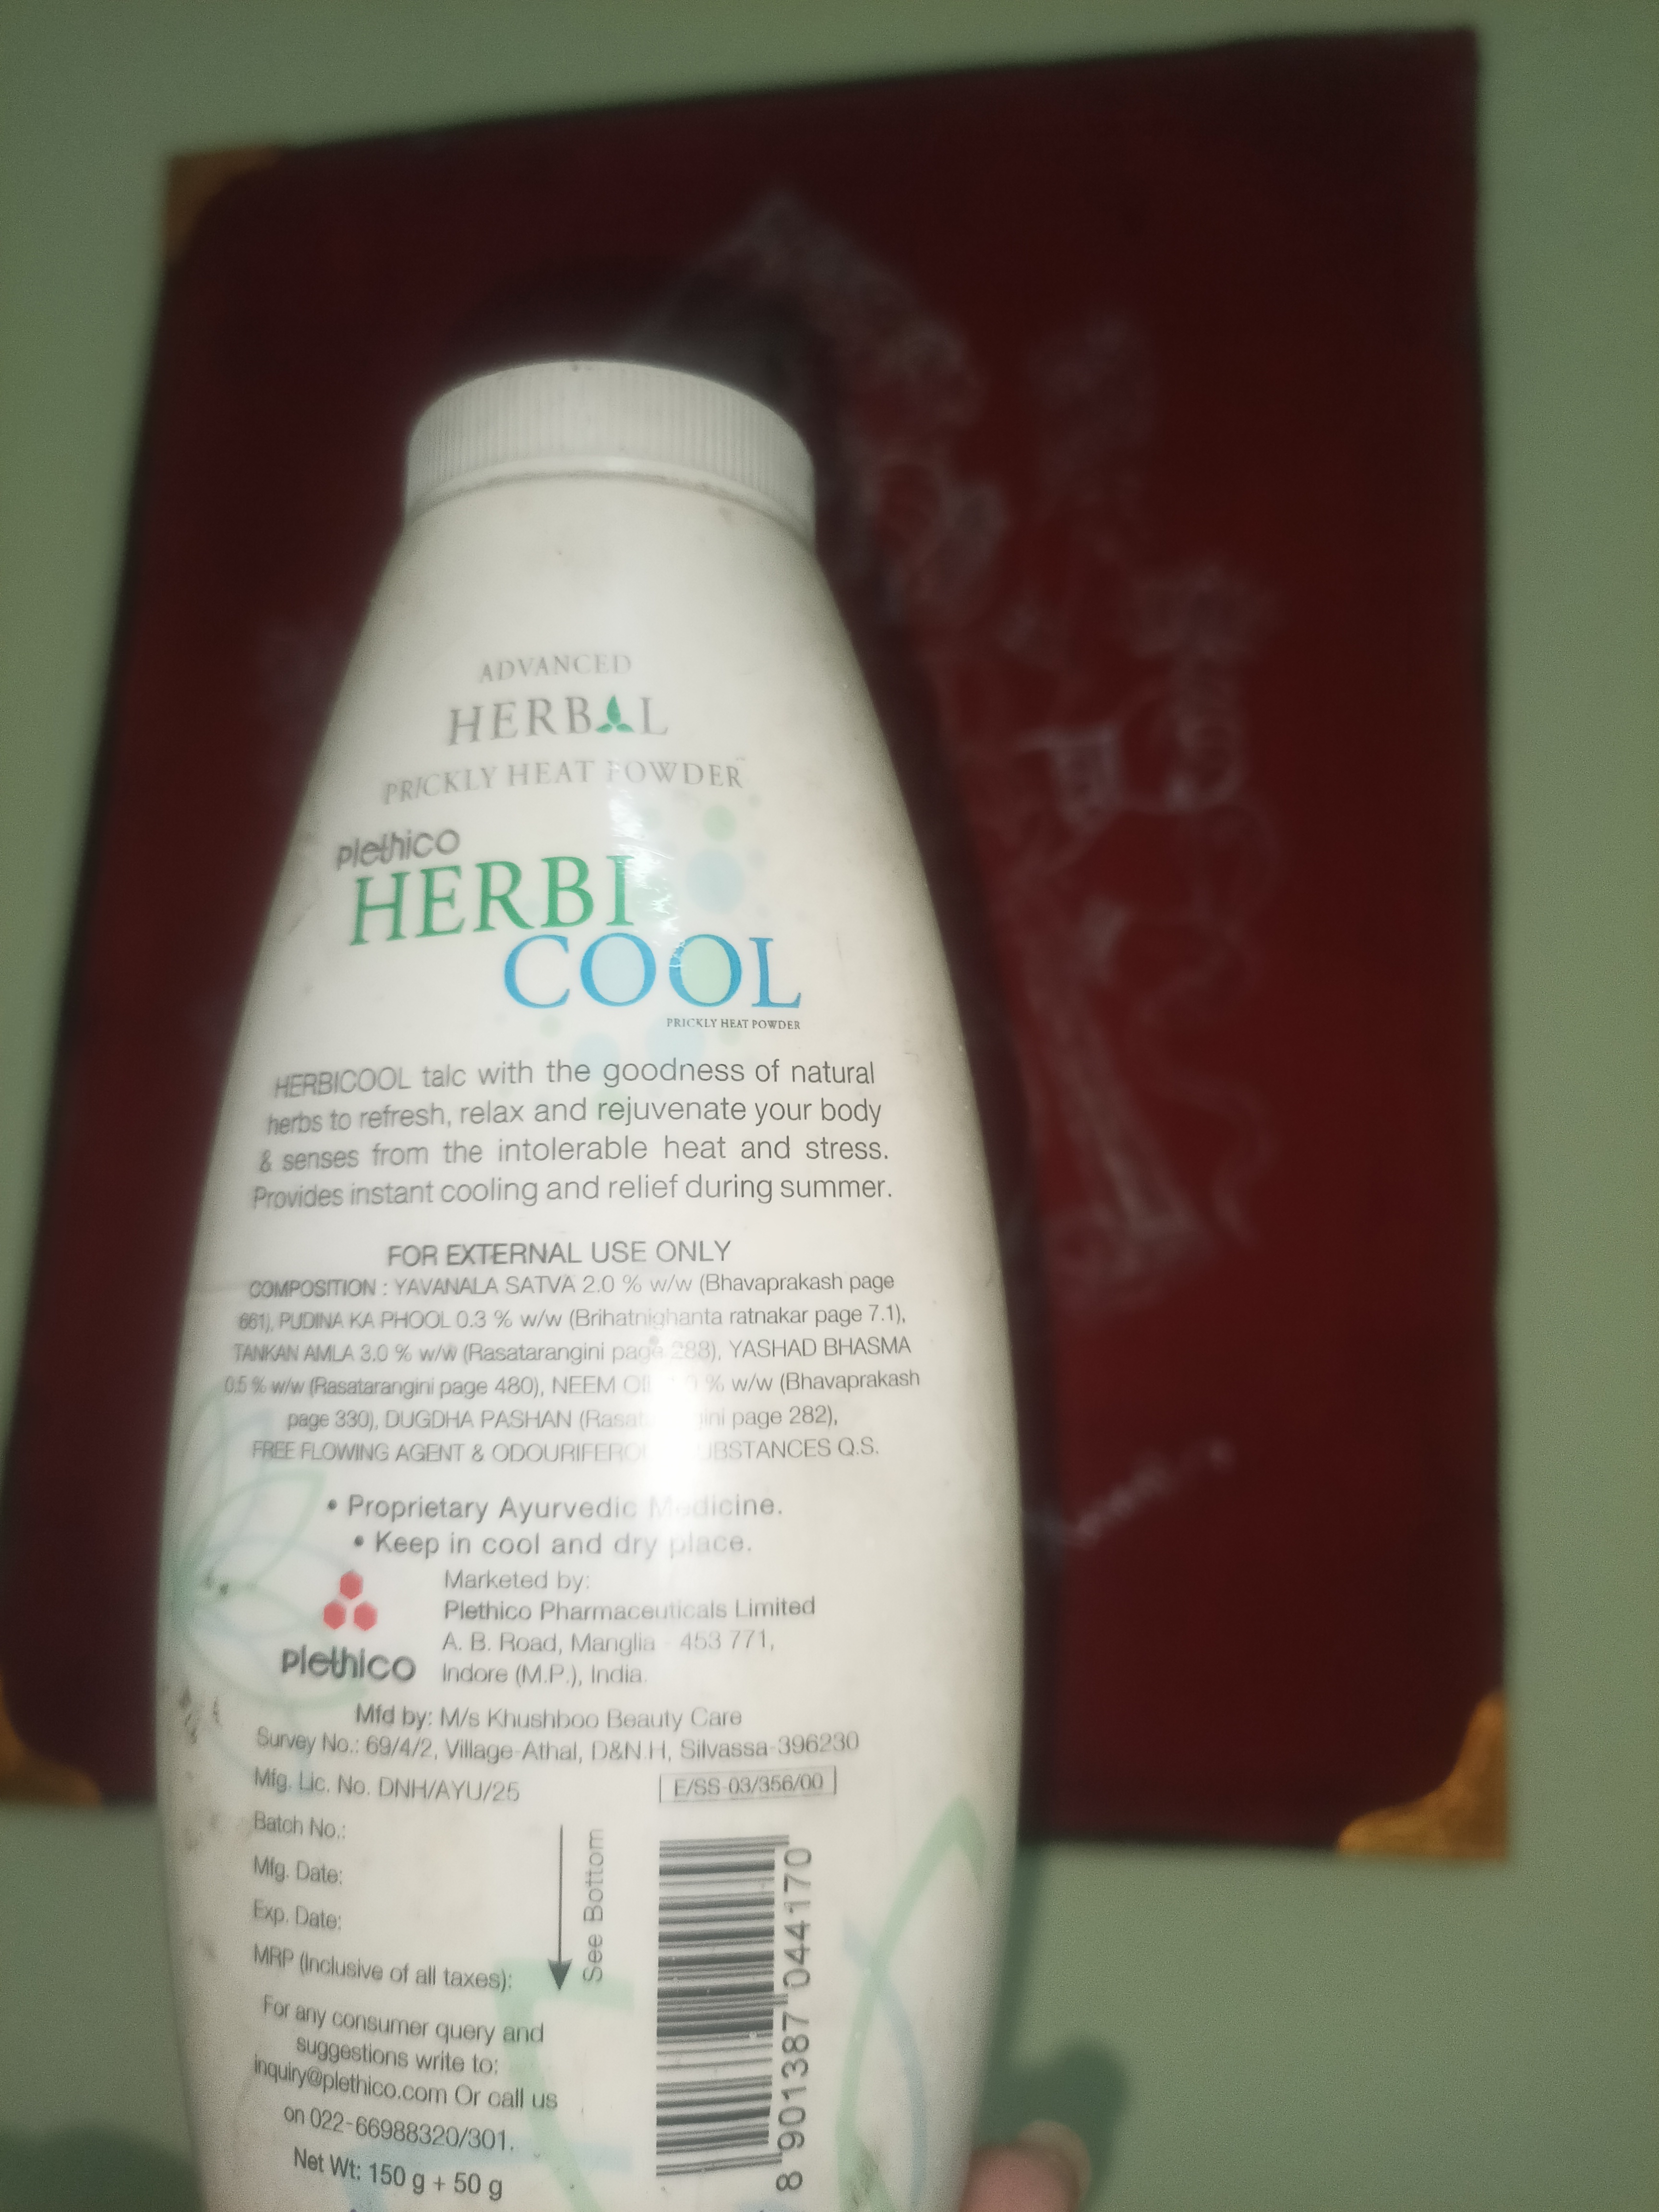 ADVANCED
HERBAL
PRICKLY HEAT POWDER
plethico
HERBI
COOL
PRICKLY HEAT POWDER
HERBICOOL talc with the goodness of natural
herbs to refresh, relax and rejuvenate your body
& senses from the intolerable heat and stress.
Provides instant cooling and relief during summer.
FOR EXTERNAL USE ONLY
COMPOSITION : YAVANALA SATVA 2.0 % w/w (Bhavaprakash page
661), PUDINA KA PHOOL 0.3 % w/w (Brihatnighanta ratnakar page 7.1),
TANKAN AMLA 3.0 % w/w (Rasatarangini page 288), YASHAD BHASMA
0.5 % w/w (Rasatarangini page 480), NEEM % w/w (Bhavaprakash
page 330), DUGDHA PASHAN page 282),
FREE FLOWING AGENT & Q.S.
• Proprietary Ayurvedic Medicine.
• Keep in cool and dry place.
Marketed by:
Plethico Pharmaceuticals Limited
A. B. Road, Manglia - 453 771,
plethico Indore (M.P.), India.
Mfd by: M/s Khushboo Beauty Care
Survey No.: 69/4/2, Village-Athal, D&N.H, Silvassa-396230
Mfg. Lic. No. DNH/AYU/25 E/SS-03/356/00
Batch No.:
Mfg. Date:
Exp. Date:
MRP (Inclusive of all taxes):
See Bottom
For any consumer query and
suggestions write to:
inquiry@plethico.com Or call us
on 022-66988320/301.
Net Wt: 150 g + 50 g
8 901387 044170